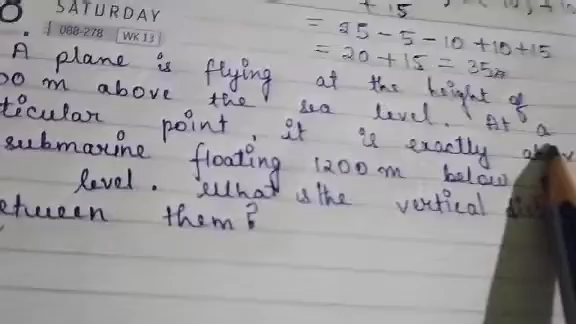 8 SATURDAY
088-278 WK 13
+ 15
= 25 - 5 - 10 + 10 + 15
= 20 + 15 = 35
A plane is flying at the height of
00 m above the sea level. At a
ticular point, it is exactly
submarine floating 1200 m below
level. What is the vertical
etween them?